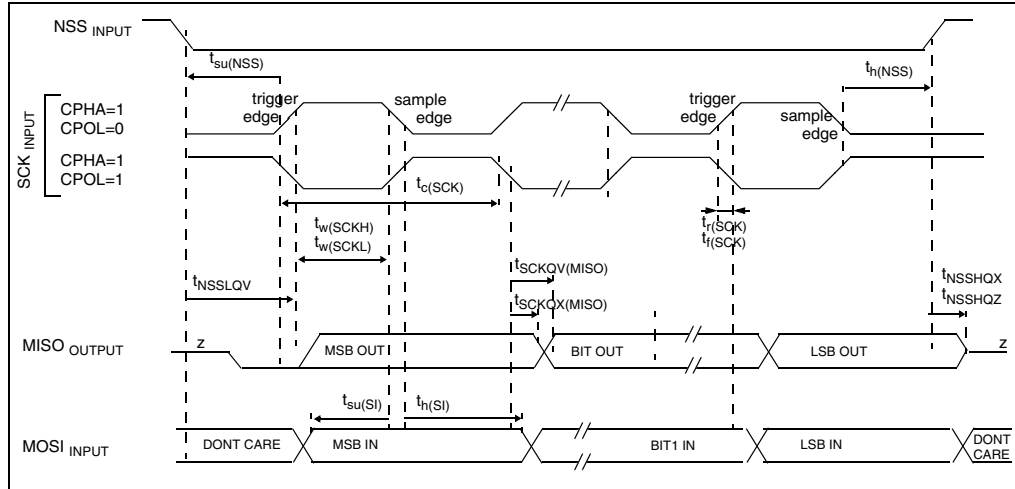 NSS INPUT
tsu(NSS)
th(NSS)
SCK INPUT
CPHA=1
CPOL=0
CPHA=1
CPOL=1
trigger
edge
sample
edge
trigger
edge
sample
edge
tc(SCK)
tw(SCKH)
tw(SCKL)
tr(SCK)
tf(SCK)
tNSSLQV
tSCKQV(MISO)
tSCKQX(MISO)
tNSSHQX
tNSSHQZ
MISO OUTPUT
z
MSB OUT
BIT OUT
LSB OUT
z
tsu(SI)
th(SI)
MOSI INPUT
DONT CARE
MSB IN
BIT1 IN
LSB IN
DONT
CARE